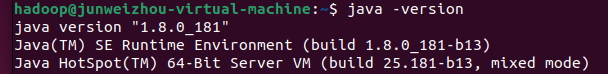 hadoop@junweizhou-virtual-machine:~$ java -version
java version "1.8.0_181"
Java(TM) SE Runtime Environment (build 1.8.0_181-b13)
Java HotSpot(TM) 64-Bit Server VM (build 25.181-b13, mixed mode)